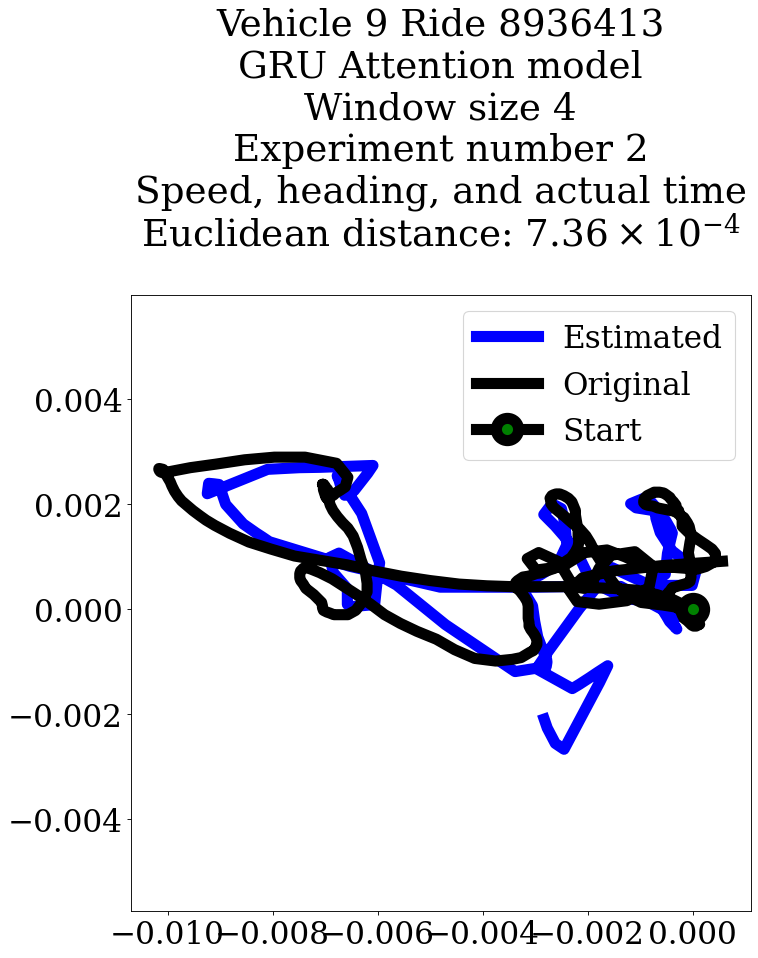 Vehicle 9 Ride 8936413
GRU Attention model
Window size 4
Experiment number 2
Speed, heading, and actual time
Euclidean distance: 7.36 × 10⁻⁴
Estimated
Original
Start
0.004
0.002
0.000
−0.002
−0.004
−0.010 −0.008 −0.006 −0.004 −0.002 0.000